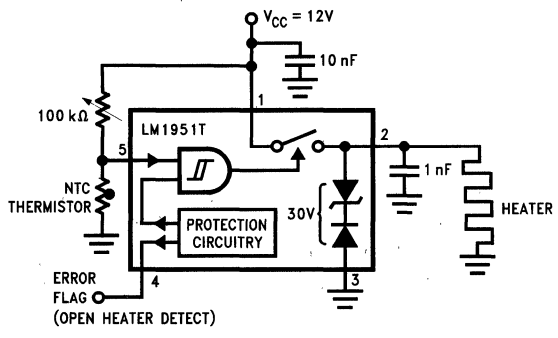 VCC = 12V
10 nF
1
100 kΩ
LM1951T
2
5
1 nF
NTC
THERMISTOR
30V
HEATER
PROTECTION
CIRCUITRY
4
3
ERROR
FLAG
(OPEN HEATER DETECT)